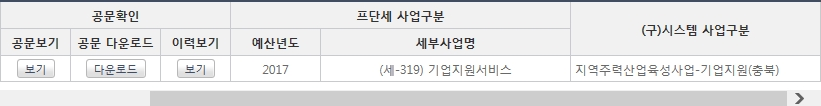 공문확인 프단세 사업구분 (구)시스템 사업구분
공문보기 공문 다운로드 이력보기 예산년도 세부사업명
보기 다운로드 보기 2017 (세-319) 기업지원서비스 지역주력산업육성사업-기업지원(충북)